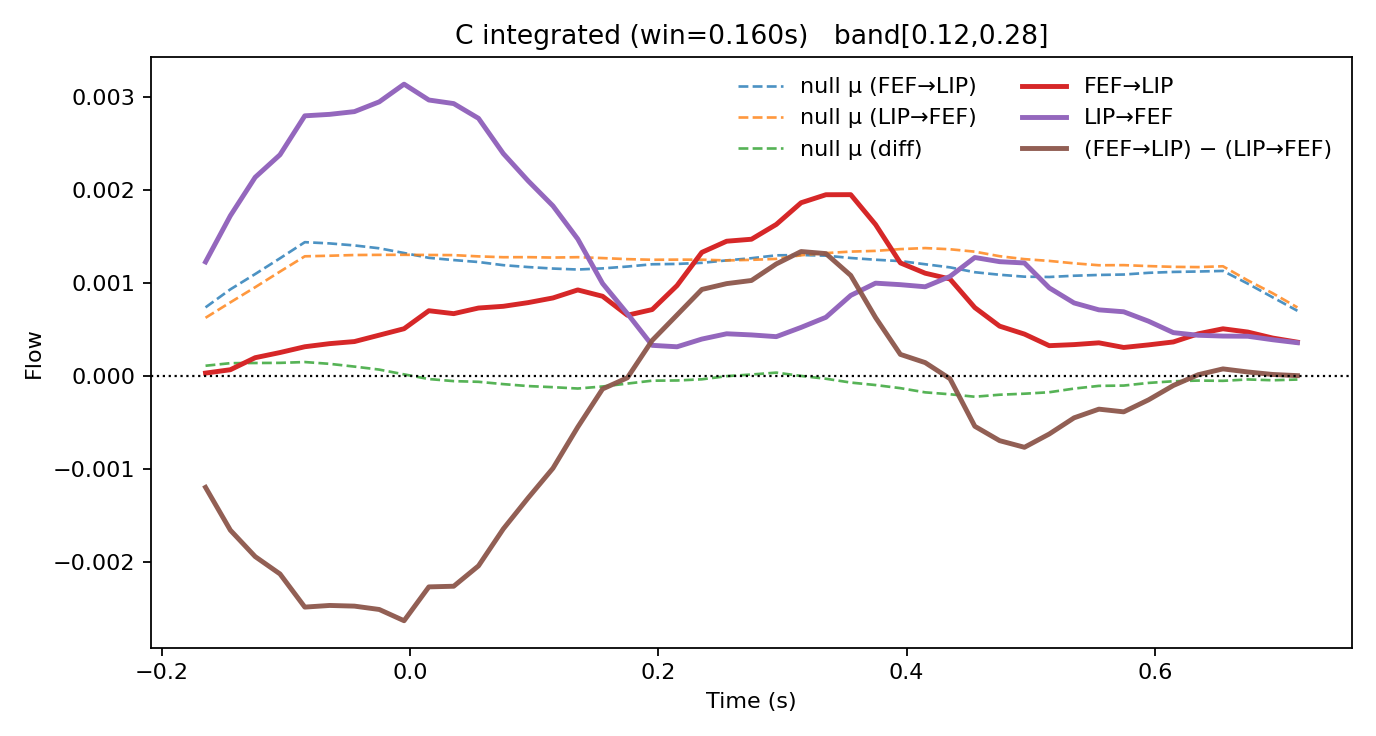 C integrated (win=0.160s) band[0.12,0.28]
null μ (FEF→LIP)
null μ (LIP→FEF)
null μ (diff)
FEF→LIP
LIP→FEF
(FEF→LIP) − (LIP→FEF)
Flow
0.003
0.002
0.001
0.000
−0.001
−0.002
−0.2
0.0
0.2
0.4
0.6
Time (s)